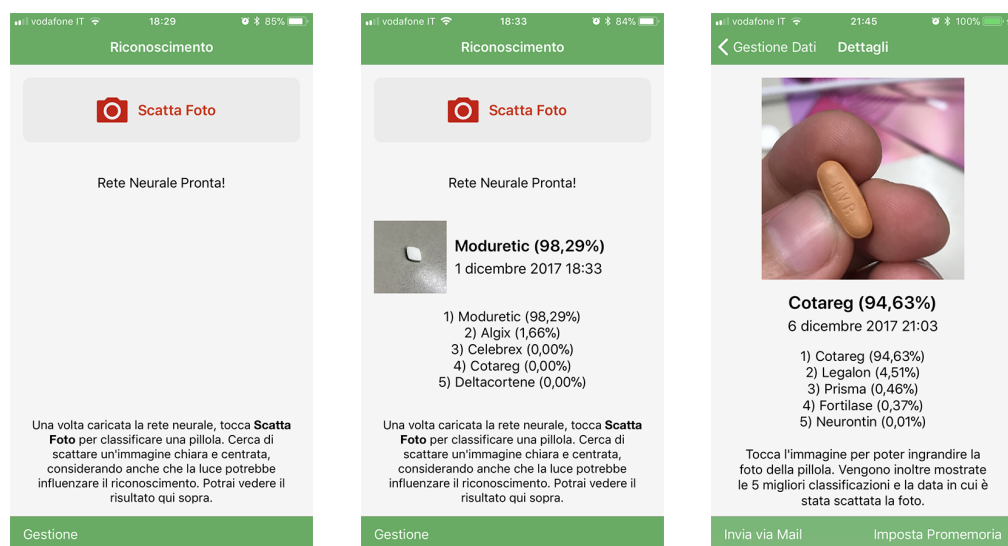 vodafone IT 18:29 85%
Riconoscimento
Scatta Foto
Rete Neurale Pronta!
Una volta caricata la rete neurale, tocca Scatta
Foto per classificare una pillola. Cerca di
scattare un'immagine chiara e centrata,
considerando anche che la luce potrebbe
influenzare il riconoscimento. Potrai vedere il
risultato qui sopra.
Gestione
vodafone IT 18:33 84%
Riconoscimento
Scatta Foto
Rete Neurale Pronta!
Moduretic (98,29%)
1 dicembre 2017 18:33
1) Moduretic (98,29%)
2) Algix (1,66%)
3) Celebrex (0,00%)
4) Cotareg (0,00%)
5) Deltacortene (0,00%)
Una volta caricata la rete neurale, tocca Scatta
Foto per classificare una pillola. Cerca di
scattare un'immagine chiara e centrata,
considerando anche che la luce potrebbe
influenzare il riconoscimento. Potrai vedere il
risultato qui sopra.
Gestione
vodafone IT 21:45 100%
Gestione Dati Dettagli
HVR
Cotareg (94,63%)
6 dicembre 2017 21:03
1) Cotareg (94,63%)
2) Legalon (4,51%)
3) Prisma (0,46%)
4) Fortilase (0,37%)
5) Neurontin (0,01%)
Tocca l'immagine per poter ingrandire la
foto della pillola. Vengono inoltre mostrate
le 5 migliori classificazioni e la data in cui è
stata scattata la foto.
Invia via Mail Imposta Promemoria